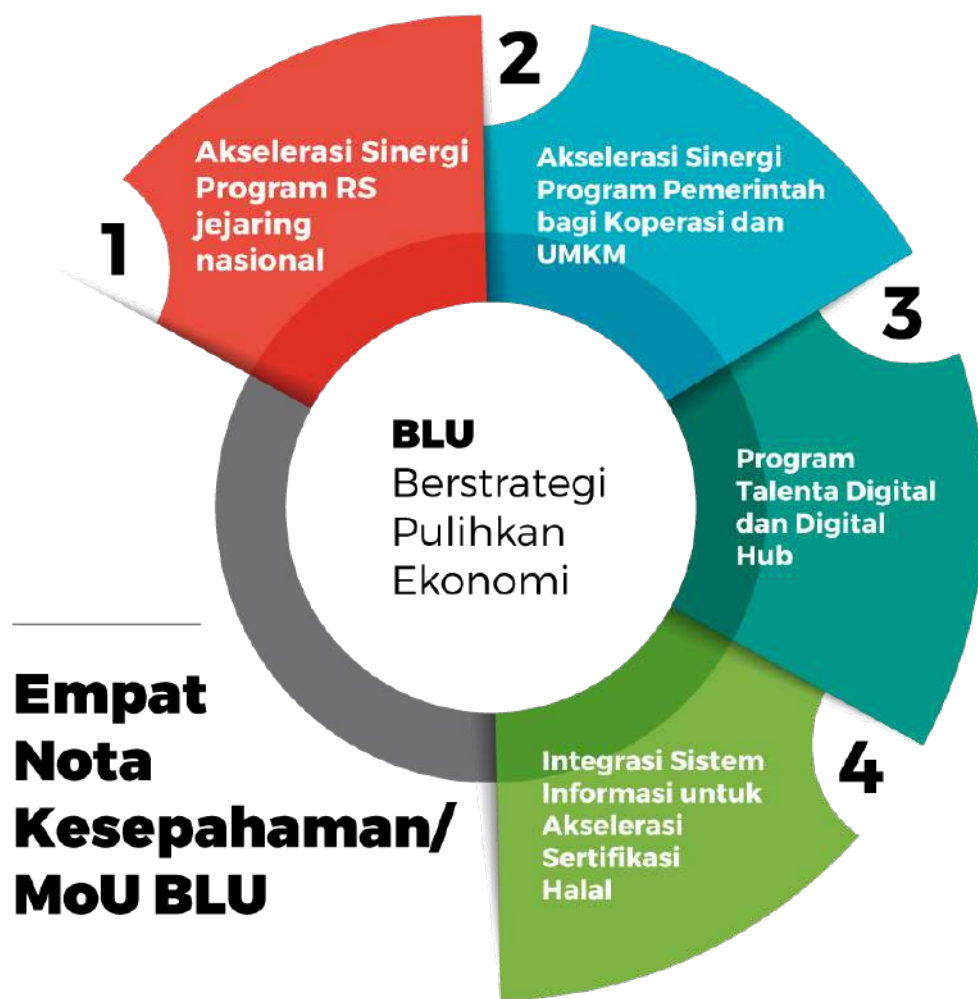 1
Akselerasi Sinergi
Program RS
jejaring
nasional
2
Akselerasi Sinergi
Program Pemerintah
bagi Koperasi dan
UMKM
3
Program
Talenta Digital
dan Digital
Hub
4
Integrasi Sistem
Informasi untuk
Akselerasi
Sertifikasi
Halal
BLU
Berstrategi
Pulihkan
Ekonomi
Empat
Nota
Kesepahaman/
MoU BLU